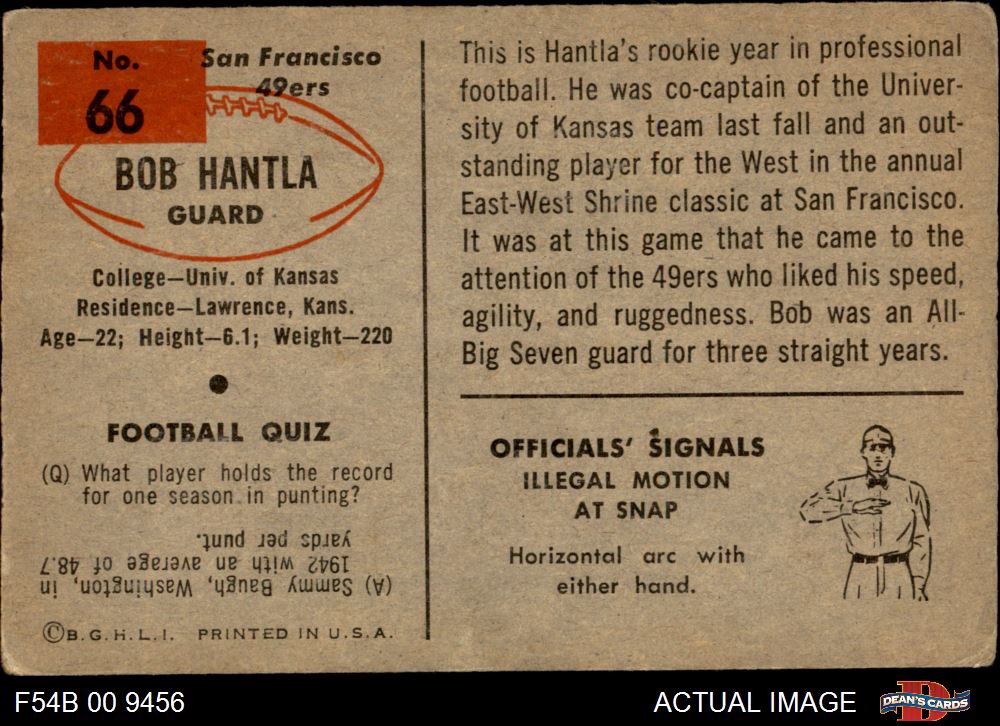 No.
66
San Francisco
49ers
BOB HANTLA
GUARD
College—Univ. of Kansas
Residence—Lawrence, Kans.
Age—22; Height—6.1; Weight—220
FOOTBALL QUIZ
(Q) What player holds the record
for one season in punting?
(A) Sammy Baugh, Washington, in
1942 with an average of 48.7
yards per punt.
©B.G.H.L.I. PRINTED IN U.S.A.
This is Hantla's rookie year in professional
football. He was co-captain of the Univer-
sity of Kansas team last fall and an out-
standing player for the West in the annual
East-West Shrine classic at San Francisco.
It was at this game that he came to the
attention of the 49ers who liked his speed,
agility, and ruggedness. Bob was an All-
Big Seven guard for three straight years.
OFFICIALS' SIGNALS
ILLEGAL MOTION
AT SNAP
Horizontal arc with
either hand.
F54B 00 9456
ACTUAL IMAGE
D
DEAN'S CARDS